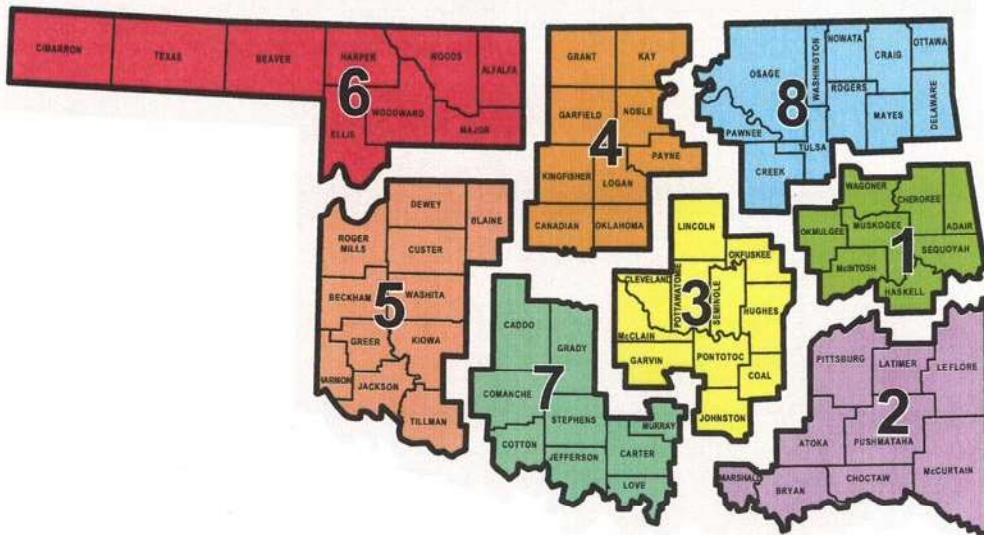 CIMARRON
TEXAS
BEAVER
HARPER
WOODS
ALFALFA
6
ELLIS
WOODWARD
MAJOR
GRANT
KAY
GARFIELD
NOBLE
4
PAYNE
KINGFISHER
LOGAN
CANADIAN
OKLAHOMA
OSAGE
WASHINGTON
NOWATA
CRAIG
OTTAWA
8
ROGERS
DELAWARE
PAWNEE
MAYES
TULSA
CREEK
WAGONER
CHEROKEE
OKMULGEE
MUSKOGEE
ADAIR
1
SEQUOYAH
McINTOSH
HASKELL
DEWEY
BLAINE
ROGER
MILLS
CUSTER
BECKHAM
5
WASHITA
GREER
KIOWA
HARMON
JACKSON
TILLMAN
LINCOLN
OKFUSKEE
CLEVELAND
POTTAWATOMIE
3
SEMINOLE
HUGHES
McCLAIN
GARVIN
PONTOTOC
COAL
JOHNSTON
CADDO
GRADY
7
COMANCHE
STEPHENS
MURRAY
COTTON
JEFFERSON
CARTER
LOVE
PITTSBURG
LATIMER
LEFLORE
2
ATOKA
PUSHMATAHA
McCURTAIN
MARSHALL
BRYAN
CHOCTAW